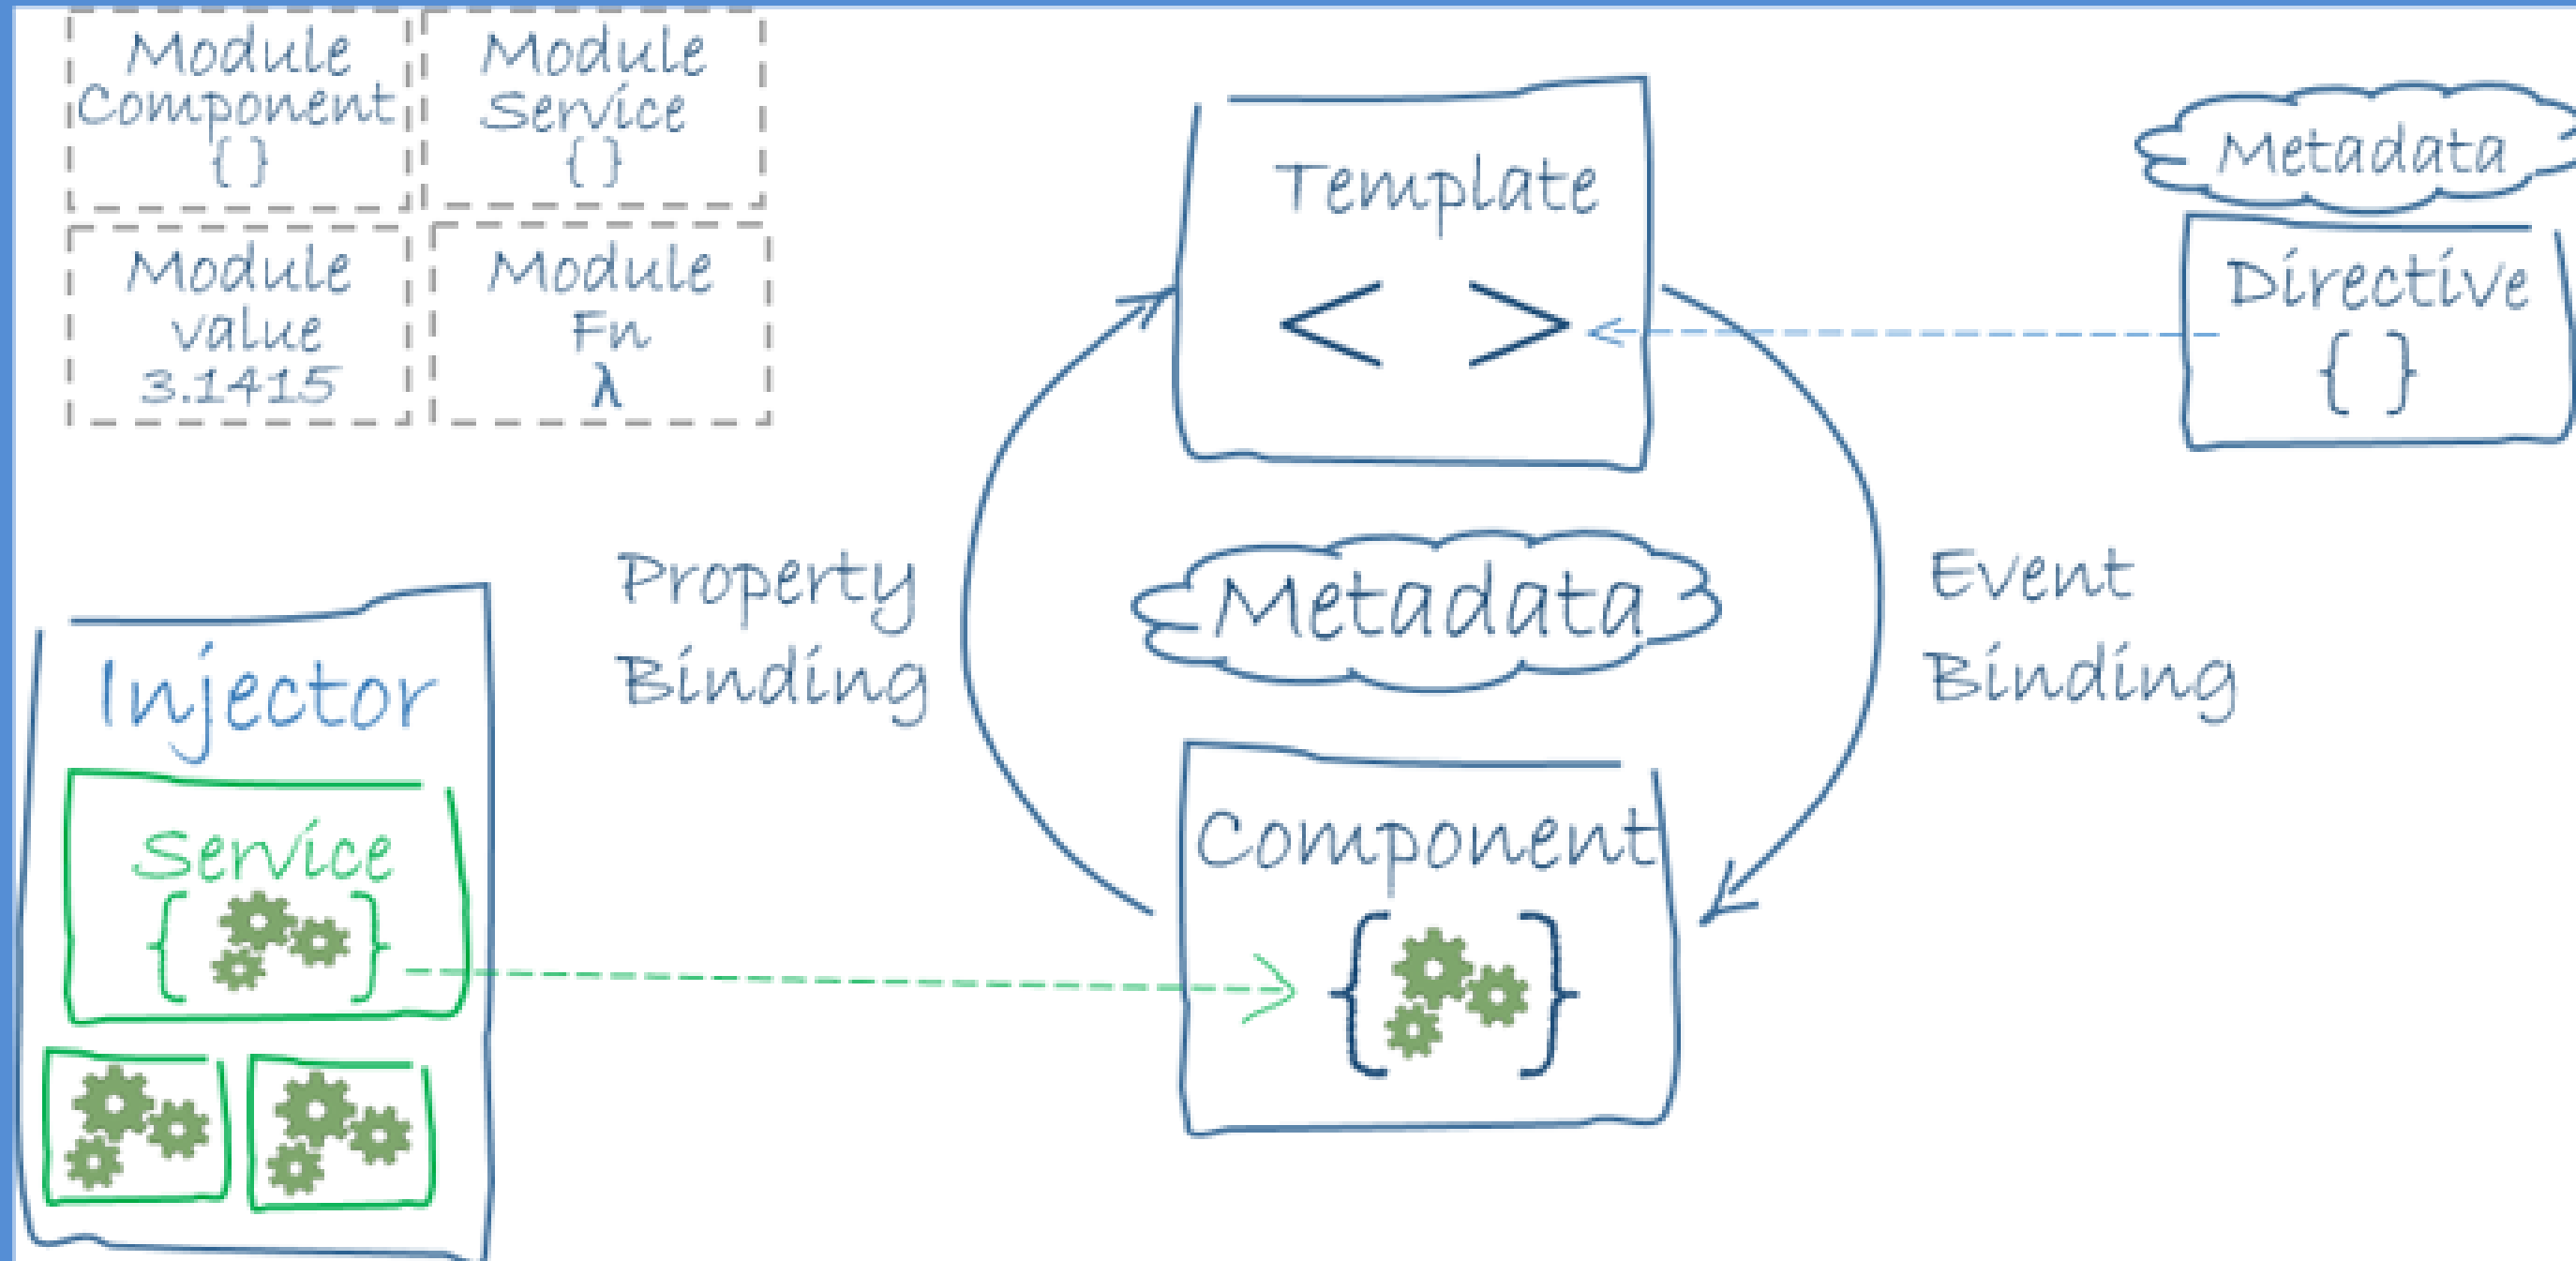 Module
Component
{ }
Module
Service
{ }
Module
value
3.1415
Module
Fn
λ
Template
< >
Metadata
Directive
{ }
Property
Binding
Metadata
Event
Binding
Injector
Service
{ }
Component
{ }